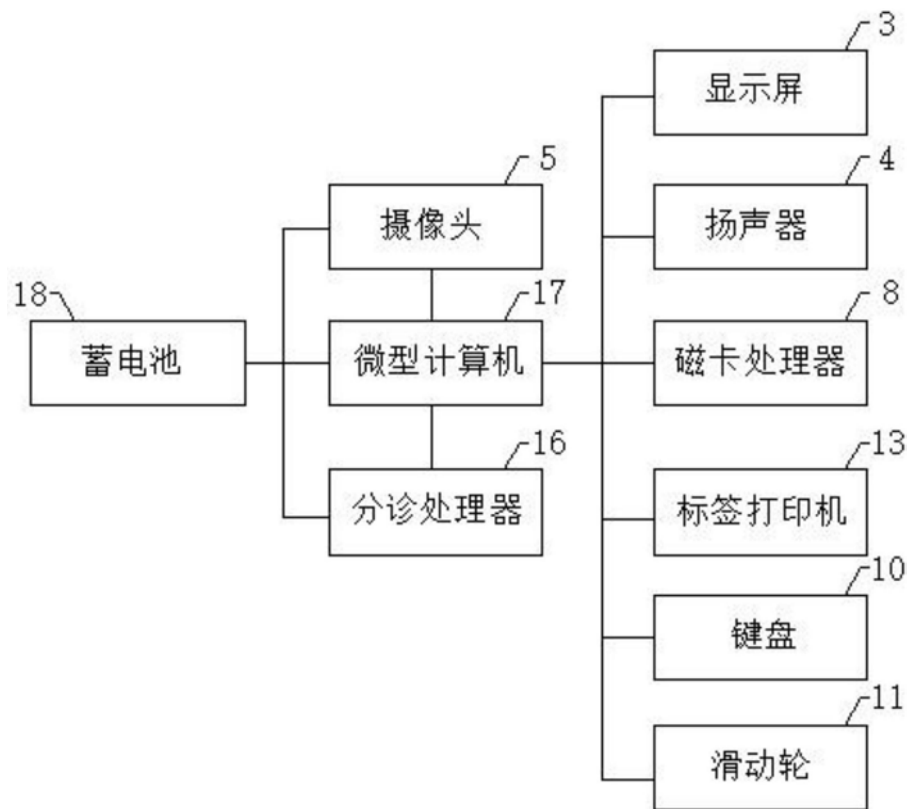 3
显示屏
4
扬声器
5
摄像头
18
蓄电池
17
微型计算机
8
磁卡处理器
16
分诊处理器
13
标签打印机
10
键盘
11
滑动轮